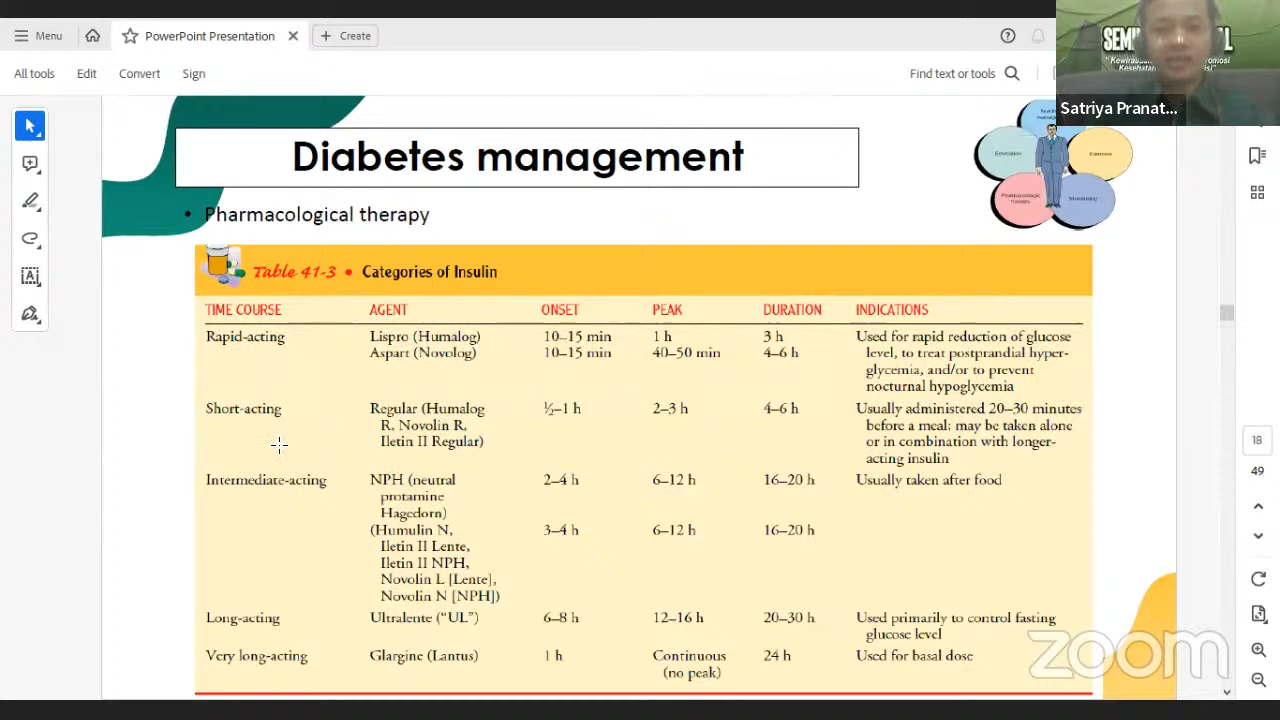 Menu
PowerPoint Presentation
Create
All tools
Edit
Convert
Sign
Find text or tools
Satriya Pranat...
Diabetes management
Education
Exercise
Monitoring
• Pharmacological therapy
Table 41-3 • Categories of Insulin
TIME COURSE AGENT ONSET PEAK DURATION INDICATIONS
Rapid-acting Lispro (Humalog) 10–15 min 1 h 3 h Used for rapid reduction of glucose
Aspart (Novolog) 10–15 min 40–50 min 4–6 h level, to treat postprandial hyper-
glycemia, and/or to prevent
nocturnal hypoglycemia
Short-acting Regular (Humalog ½–1 h 2–3 h 4–6 h Usually administered 20–30 minutes
R, Novolin R, before a meal; may be taken alone
Iletin II Regular) or in combination with longer-
acting insulin
Intermediate-acting NPH (neutral 2–4 h 6–12 h 16–20 h Usually taken after food
protamine
Hagedorn)
(Humulin N, 3–4 h 6–12 h 16–20 h
Iletin II Lente,
Iletin II NPH,
Novolin L [Lente],
Novolin N [NPH])
Long-acting Ultralente (“UL”) 6–8 h 12–16 h 20–30 h Used primarily to control fasting
glucose level
Very long-acting Glargine (Lantus) 1 h Continuous 24 h Used for basal dose
(no peak)
18
49
zoom